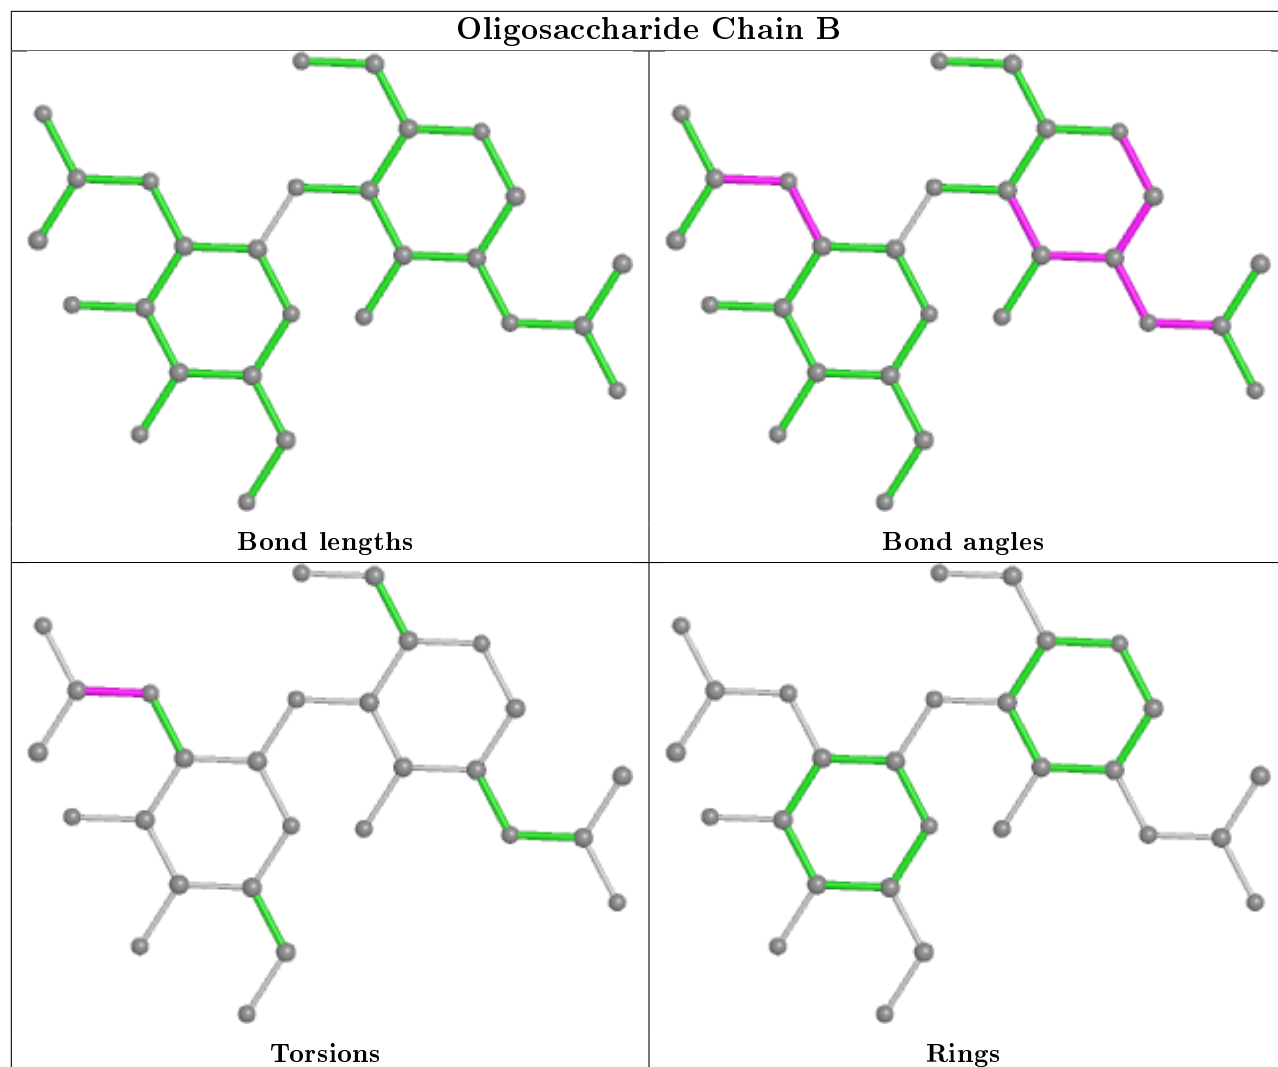 Oligosaccharide Chain B
Bond lengths
Bond angles
Torsions
Rings